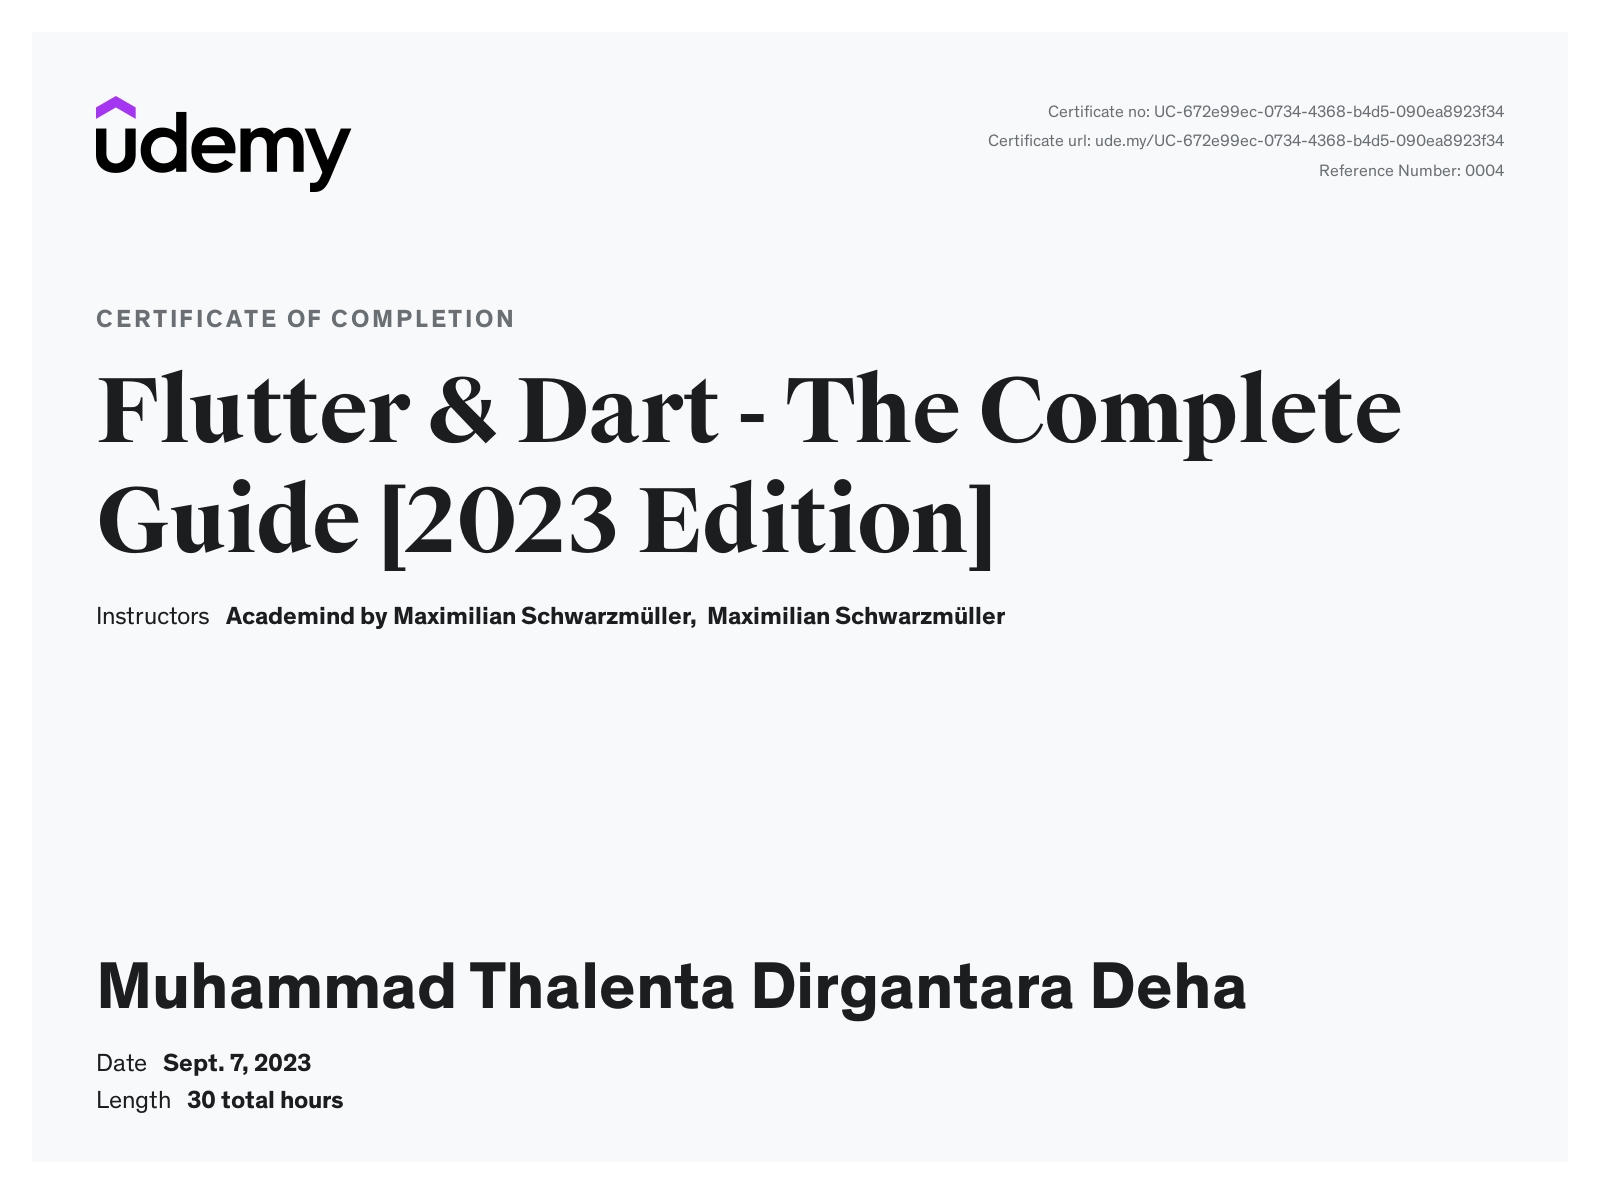 udemy
Certificate no: UC-672e99ec-0734-4368-b4d5-090ea8923f34
Certificate url: ude.my/UC-672e99ec-0734-4368-b4d5-090ea8923f34
Reference Number: 0004
CERTIFICATE OF COMPLETION
Flutter & Dart - The Complete
Guide [2023 Edition]
Instructors Academind by Maximilian Schwarzmüller, Maximilian Schwarzmüller
Muhammad Thalenta Dirgantara Deha
Date Sept. 7, 2023
Length 30 total hours